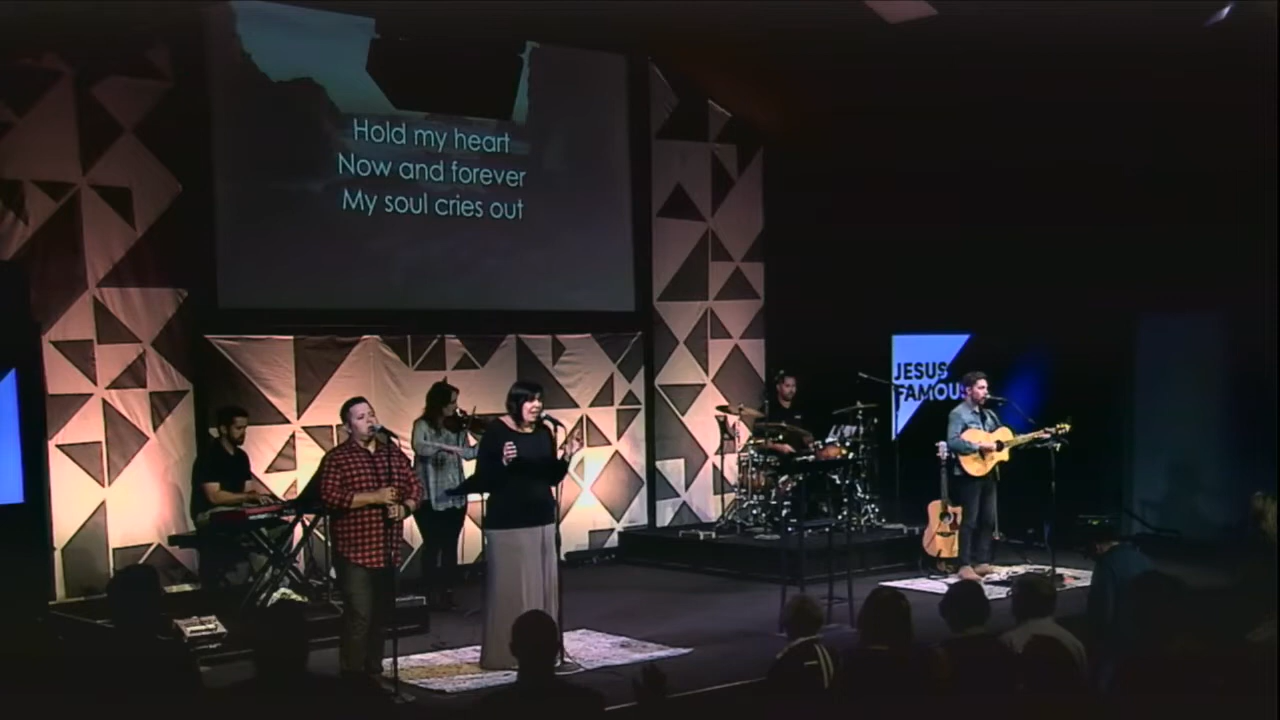 Hold my heart
Now and forever
My soul cries out
JESUS
FAMOUS